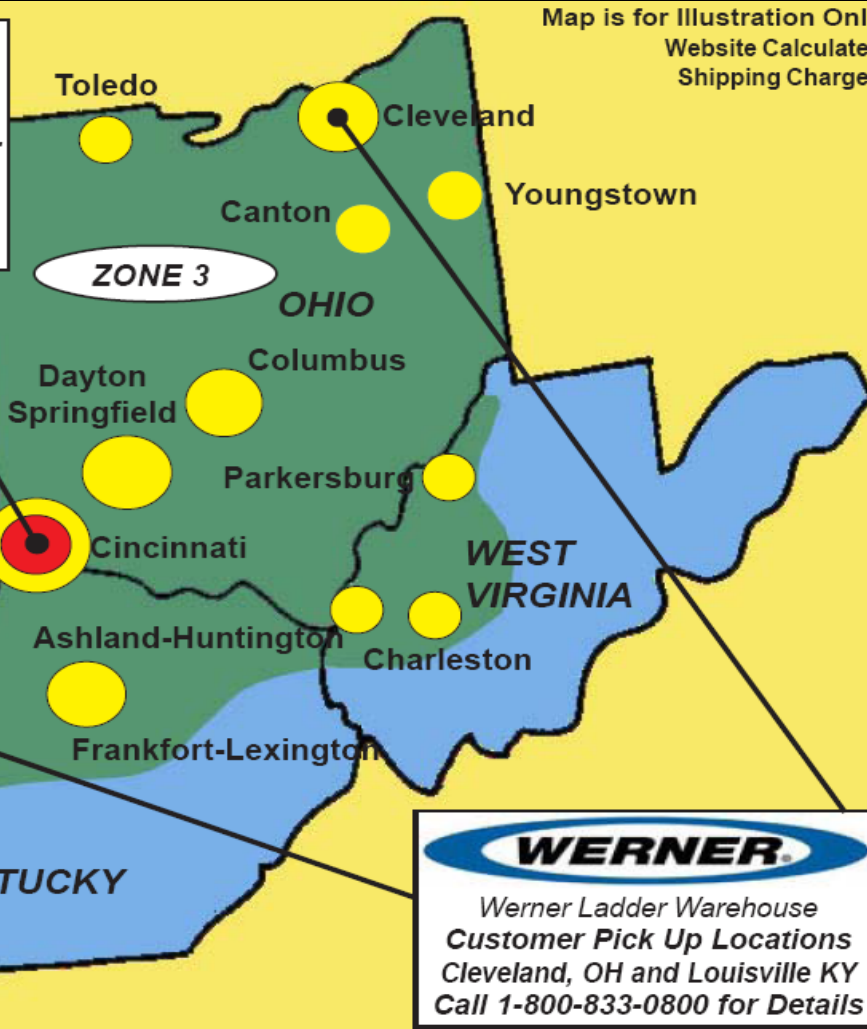 Map is for Illustration Onl
Website Calculate
Shipping Charge
Toledo
Cleveland
Youngstown
Canton
ZONE 3
OHIO
Columbus
Dayton
Springfield
Parkersburg
Cincinnati
WEST
VIRGINIA
Ashland-Huntington
Charleston
Frankfort-Lexington
TUCKY
WERNER®
Werner Ladder Warehouse
Customer Pick Up Locations
Cleveland, OH and Louisville KY
Call 1-800-833-0800 for Details